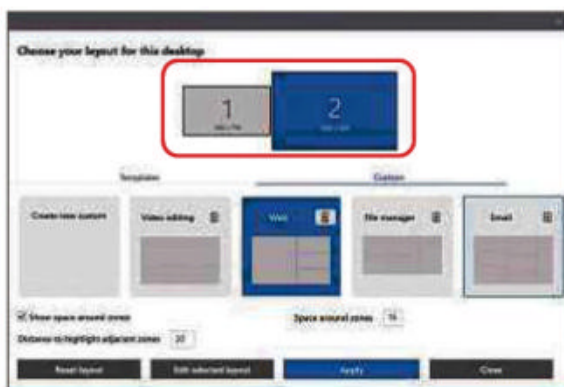 Choose your layout for this desktop
1
2
Templates
Custom
Create new custom
Video editing
Web
File manager
Email
Show space around zones
Space around zones 16
Distance to highlight adjacent zones 20
Reset layout
Edit selected layout
Apply
Close